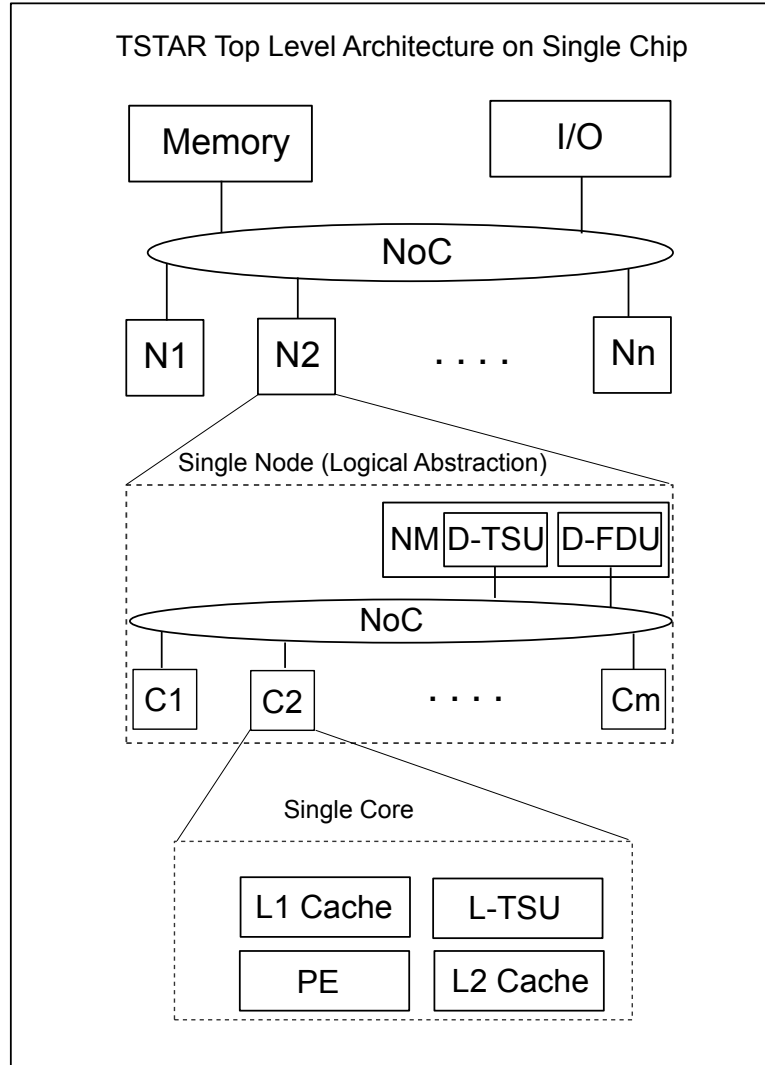 TSTAR Top Level Architecture on Single Chip
Memory
I/O
NoC
N1
N2
. . . .
Nn
Single Node (Logical Abstraction)
NM
D-TSU
D-FDU
NoC
C1
C2
. . . .
Cm
Single Core
L1 Cache
L-TSU
PE
L2 Cache